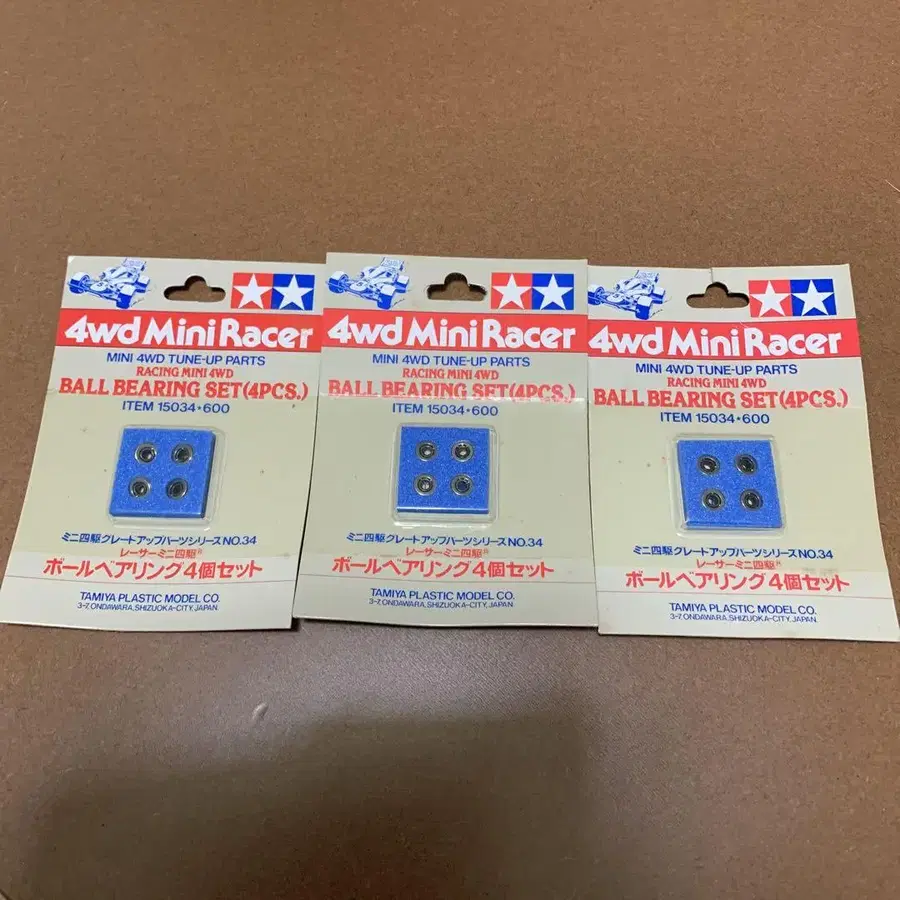 4wd Mini Racer
MINI 4WD TUNE-UP PARTS
RACING MINI 4WD
BALL BEARING SET(4PCS.)
ITEM 15034・600
ミニ四駆グレードアップパーツシリーズNO.34
レーサーミニ四駆®
ボールベアリング4個セット
TAMIYA PLASTIC MODEL CO.
3-7, ONDAWARA, SHIZUOKA-CITY, JAPAN.
4wd Mini Racer
MINI 4WD TUNE-UP PARTS
RACING MINI 4WD
BALL BEARING SET(4PCS.)
ITEM 15034・600
ミニ四駆グレードアップパーツシリーズNO.34
レーサーミニ四駆®
ボールベアリング4個セット
TAMIYA PLASTIC MODEL CO.
3-7, ONDAWARA, SHIZUOKA-CITY, JAPAN.
4wd Mini Racer
MINI 4WD TUNE-UP PARTS
RACING MINI 4WD
BALL BEARING SET(4PCS.)
ITEM 15034・600
ミニ四駆グレードアップパーツシリーズNO.34
レーサーミニ四駆®
ボールベアリング4個セット
TAMIYA PLASTIC MODEL CO.
3-7, ONDAWARA, SHIZUOKA-CITY, JAPAN.